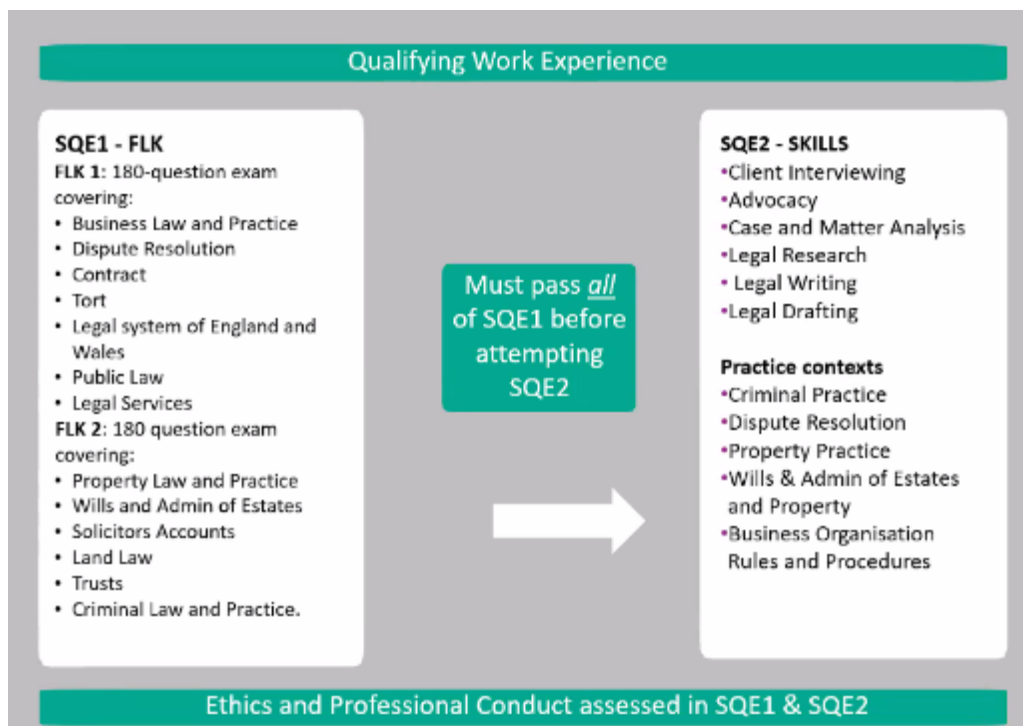 Qualifying Work Experience
SQE1 - FLK
FLK 1: 180-question exam
covering:
• Business Law and Practice
• Dispute Resolution
• Contract
• Tort
• Legal system of England and
Wales
• Public Law
• Legal Services
FLK 2: 180 question exam
covering:
• Property Law and Practice
• Wills and Admin of Estates
• Solicitors Accounts
• Land Law
• Trusts
• Criminal Law and Practice.
Must pass all
of SQE1 before
attempting
SQE2
SQE2 - SKILLS
•Client Interviewing
•Advocacy
•Case and Matter Analysis
•Legal Research
• Legal Writing
•Legal Drafting
Practice contexts
•Criminal Practice
•Dispute Resolution
•Property Practice
•Wills & Admin of Estates
and Property
•Business Organisation
Rules and Procedures
Ethics and Professional Conduct assessed in SQE1 & SQE2